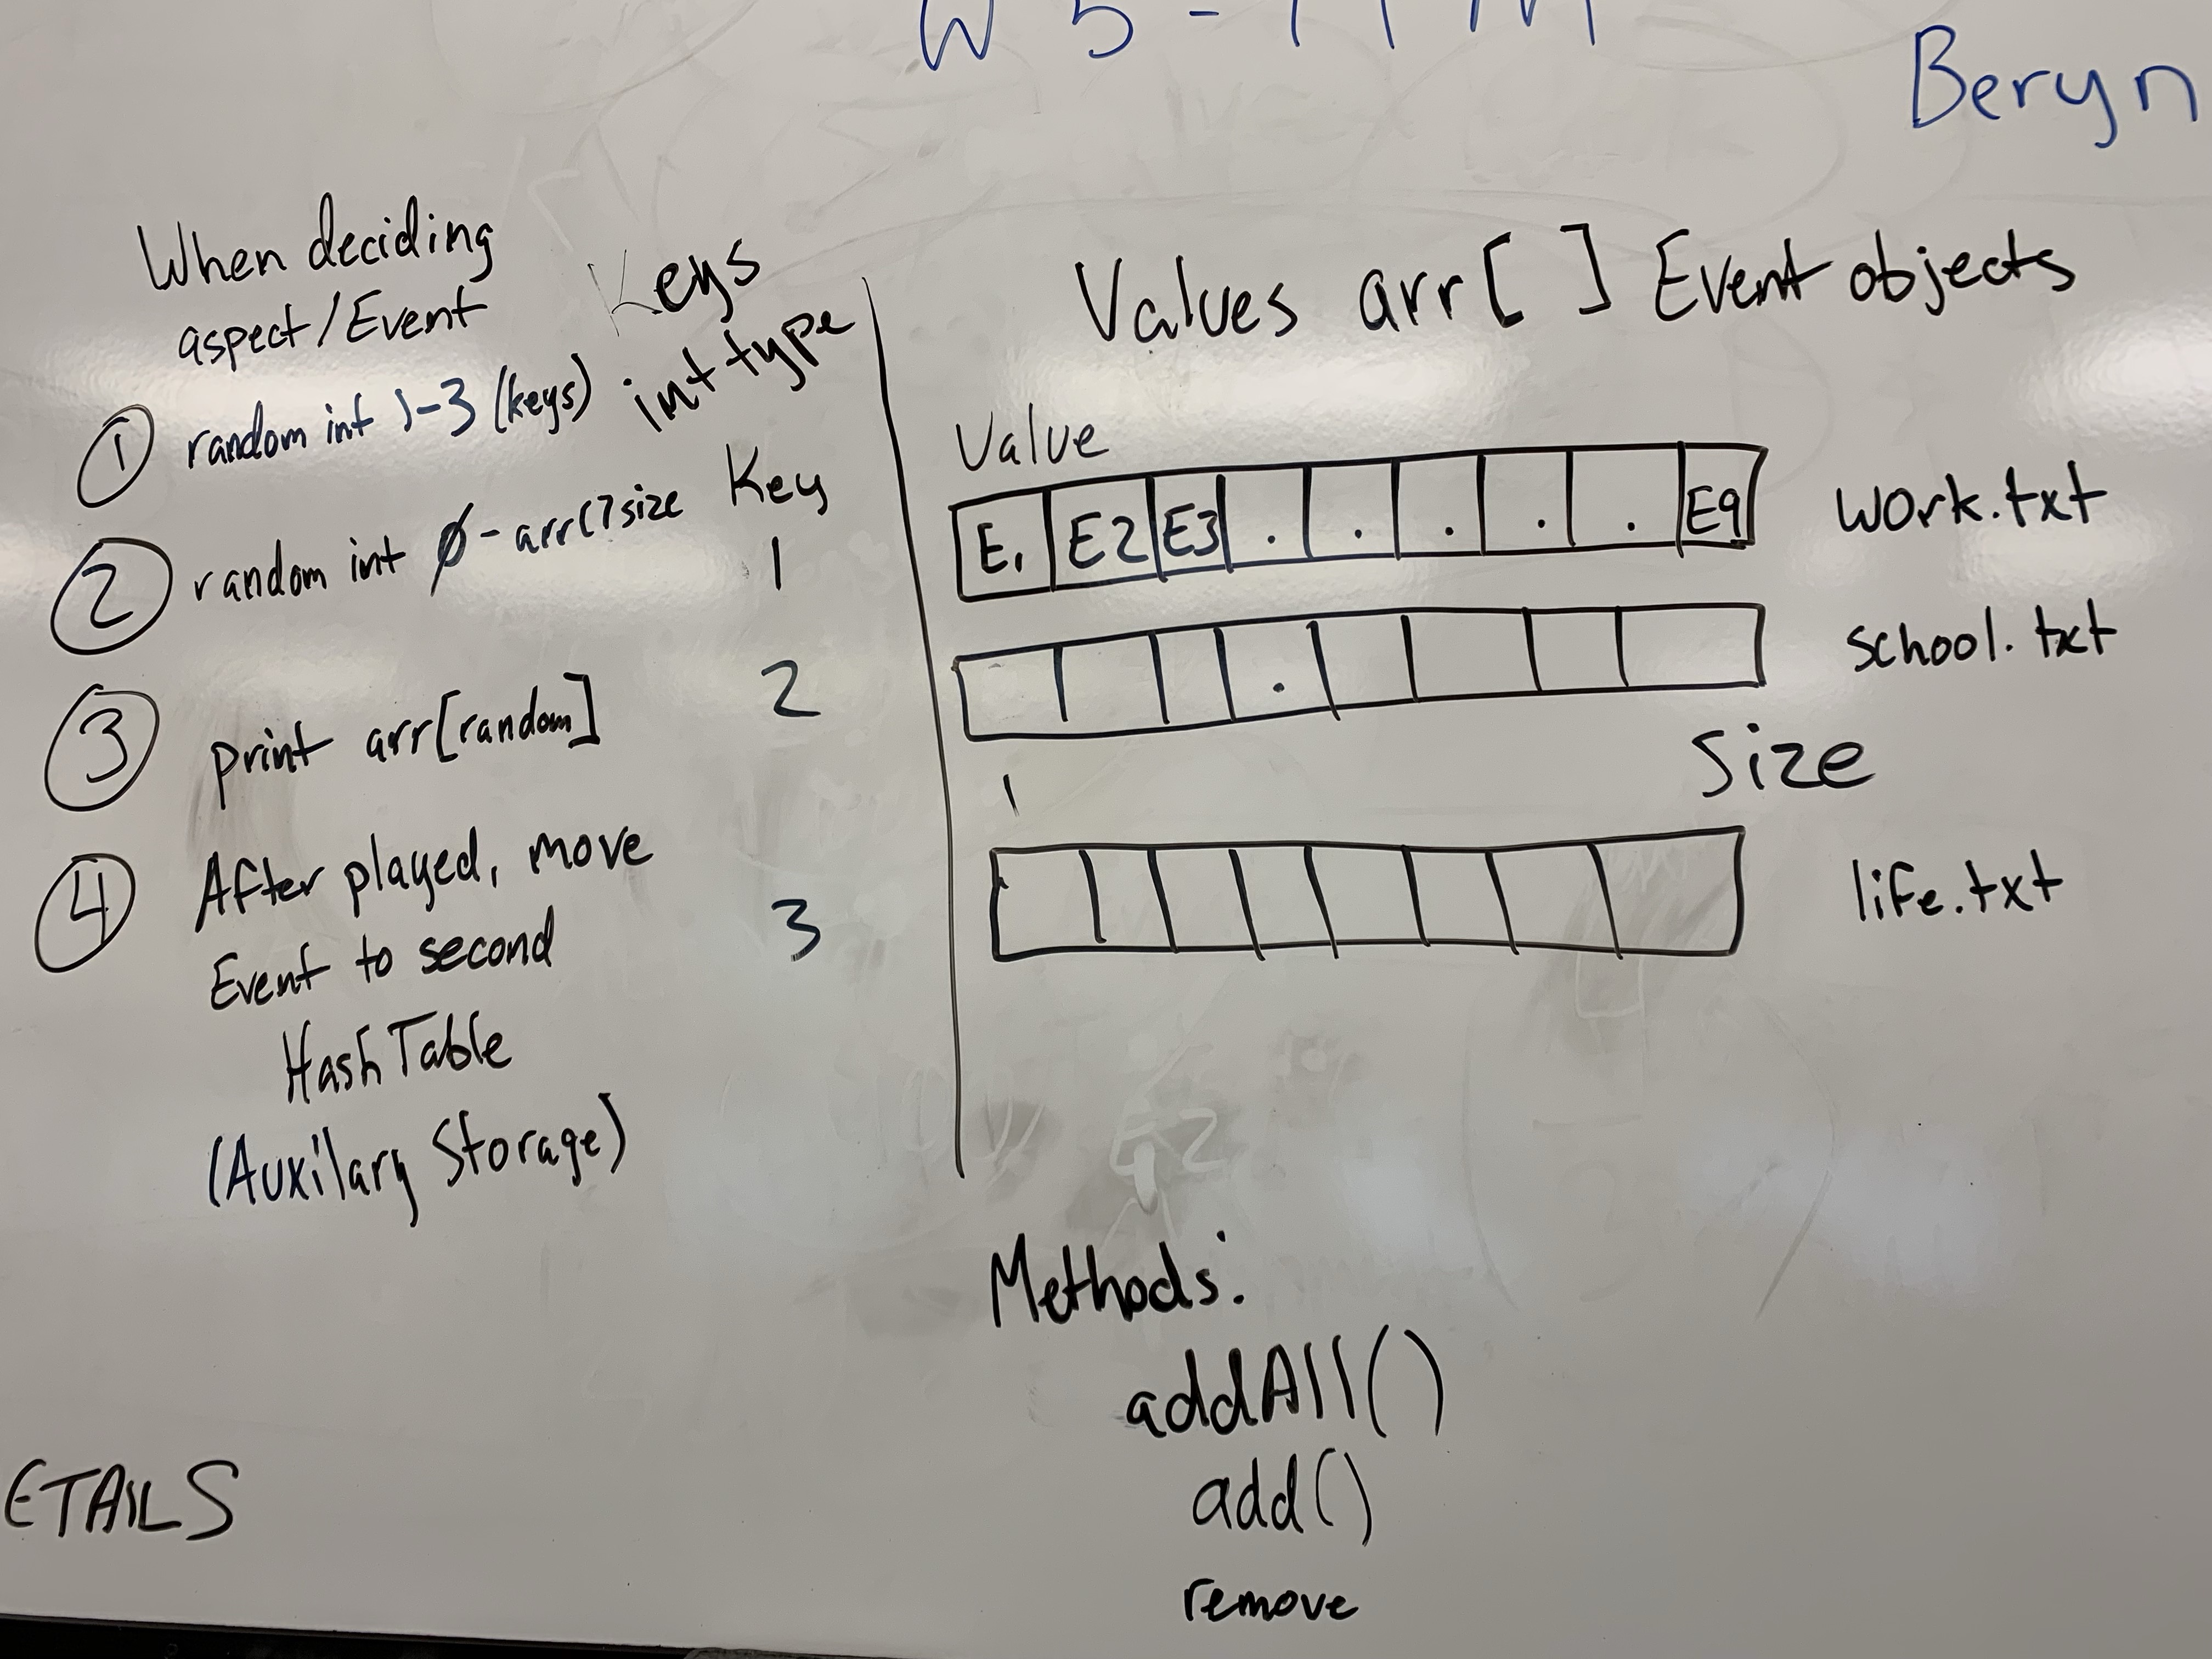 Beryn
When deciding
aspect/Event
① random int 1-3 (keys)
② random int Ø - arr[] size
③ print arr[random]
④ After played, move
Event to second
HashTable
(Auxilary Storage)
Keys
int type
Key
1
2
3
Values arr[ ] Event objects
Value
E1 E2 E3 . . . . . E9 work.txt
. school.txt
1 Size
life.txt
Methods:
addAll()
add()
remove
ETAILS